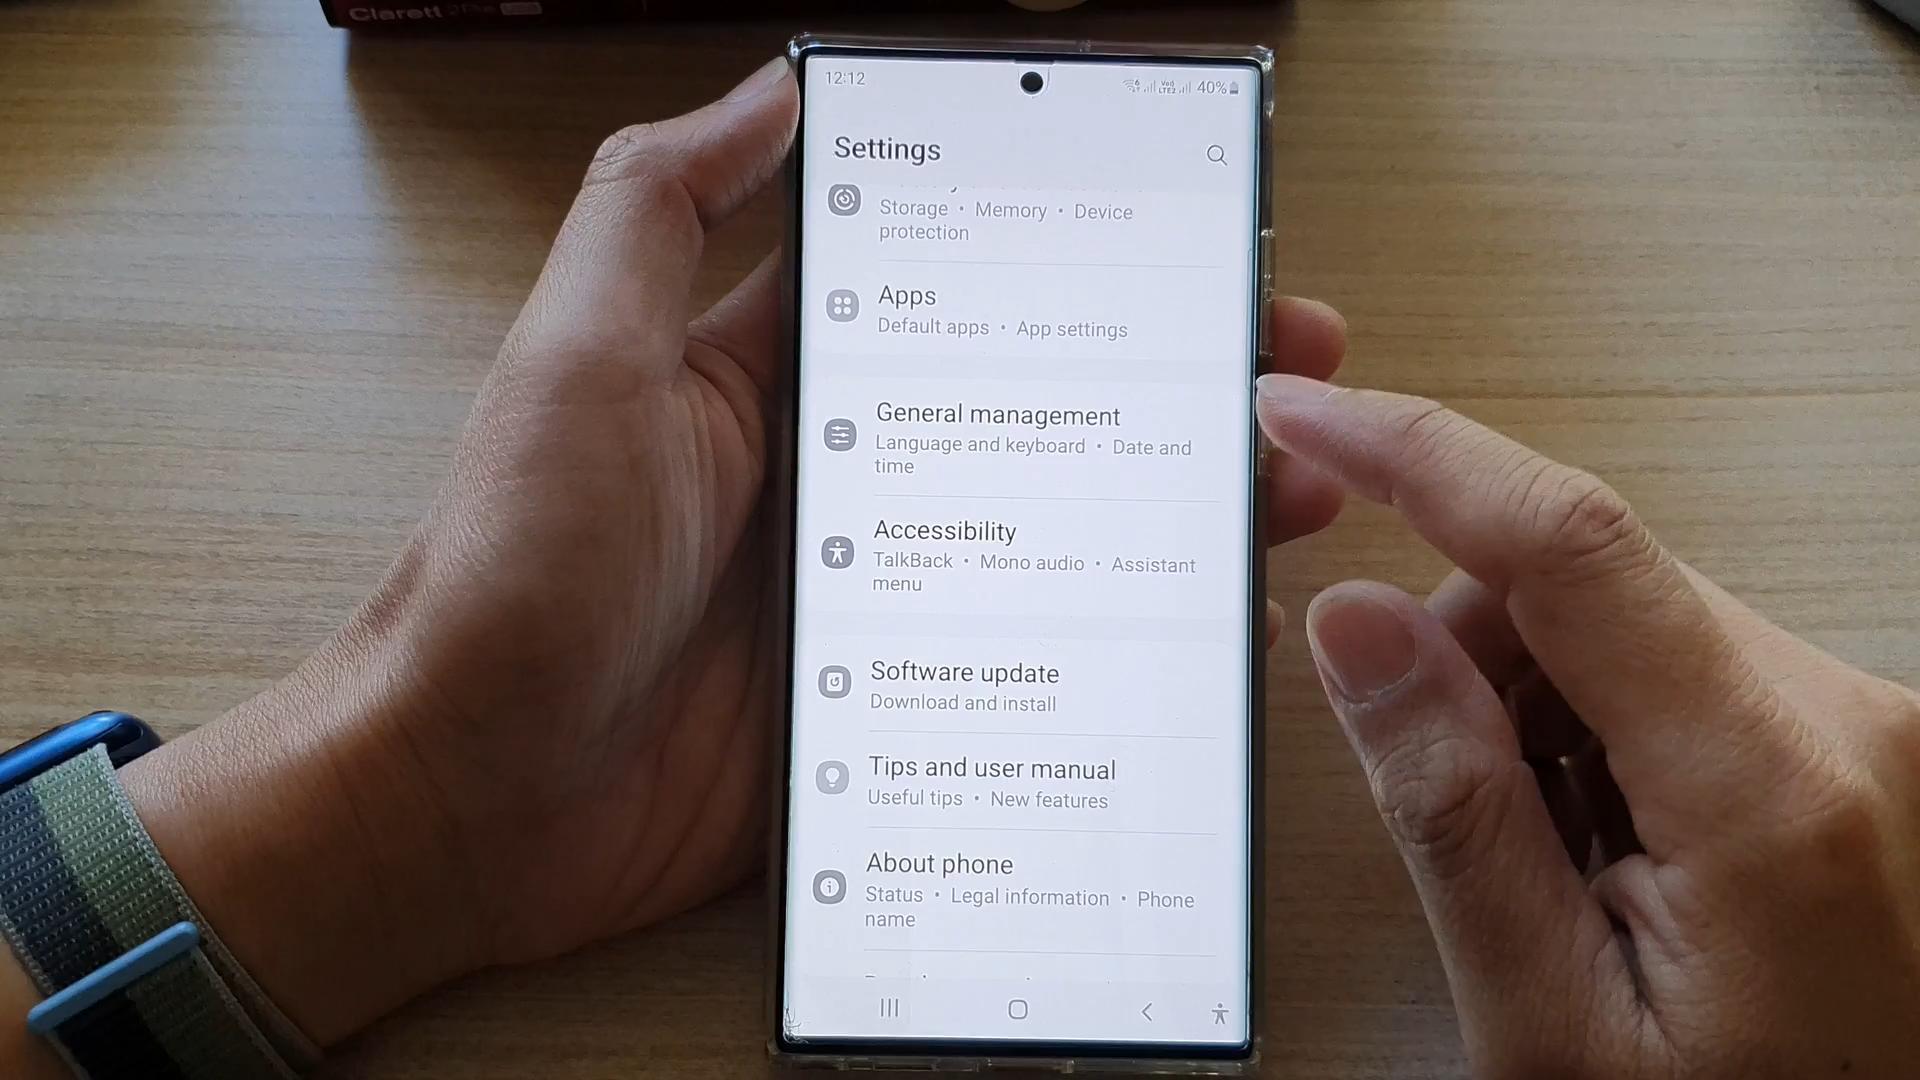 Clarett
12:12
40%
Settings
Storage • Memory • Device
protection
Apps
Default apps • App settings
General management
Language and keyboard • Date and
time
Accessibility
TalkBack • Mono audio • Assistant
menu
Software update
Download and install
Tips and user manual
Useful tips • New features
About phone
Status • Legal information • Phone
name